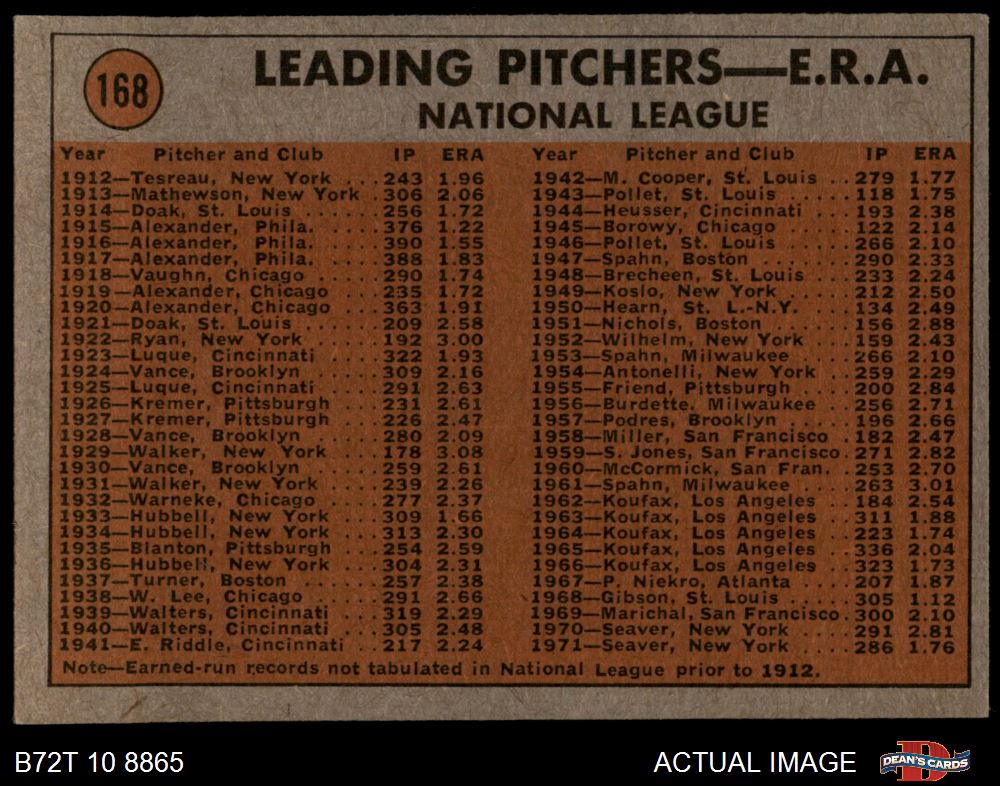 168
LEADING PITCHERS—E.R.A.
NATIONAL LEAGUE
Year Pitcher and Club IP ERA
1912—Tesreau, New York ...243 1.96
1913—Mathewson, New York .306 2.06
1914—Doak, St. Louis ......256 1.72
1915—Alexander, Phila. ...376 1.22
1916—Alexander, Phila. ...390 1.55
1917—Alexander, Phila. ...388 1.83
1918—Vaughn, Chicago ....290 1.74
1919—Alexander, Chicago ...235 1.72
1920—Alexander, Chicago ...363 1.91
1921—Doak, St. Louis ......209 2.58
1922—Ryan, New York .....192 3.00
1923—Luque, Cincinnati ....322 1.93
1924—Vance, Brooklyn .....309 2.16
1925—Luque, Cincinnati ....291 2.63
1926—Kremer, Pittsburgh ...231 2.61
1927—Kremer, Pittsburgh ...226 2.47
1928—Vance, Brooklyn .....280 2.09
1929—Walker, New York ....178 3.08
1930—Vance, Brooklyn .....259 2.61
1931—Walker, New York ....239 2.26
1932—Warneke, Chicago ....277 2.37
1933—Hubbell, New York ...309 1.66
1934—Hubbell, New York ...313 2.30
1935—Blanton, Pittsburgh ...254 2.59
1936—Hubbell, New York ...304 2.31
1937—Turner, Boston ......257 2.38
1938—W. Lee, Chicago .....291 2.66
1939—Walters, Cincinnati ...319 2.29
1940—Walters, Cincinnati ...305 2.48
1941—E. Riddle, Cincinnati ..217 2.24
Year Pitcher and Club IP ERA
1942—M. Cooper, St. Louis ..279 1.77
1943—Pollet, St. Louis .....118 1.75
1944—Heusser, Cincinnati ....193 2.38
1945—Borowy, Chicago .....122 2.14
1946—Pollet, St. Louis .....266 2.10
1947—Spahn, Boston .......290 2.33
1948—Brecheen, St. Louis ...233 2.24
1949—Koslo, New York .....212 2.50
1950—Hearn, St. L.-N.Y. ....134 2.49
1951—Nichols, Boston ......156 2.88
1952—Wilhelm, New York ...159 2.43
1953—Spahn, Milwaukee ....266 2.10
1954—Antonelli, New York ..259 2.29
1955—Friend, Pittsburgh ....200 2.84
1956—Burdette, Milwaukee ..256 2.71
1957—Podres, Brooklyn .....196 2.66
1958—Miller, San Francisco .182 2.47
1959—S. Jones, San Francisco.271 2.82
1960—McCormick, San Fran. .253 2.70
1961—Spahn, Milwaukee ....263 3.01
1962—Koufax, Los Angeles ..184 2.54
1963—Koufax, Los Angeles ..311 1.88
1964—Koufax, Los Angeles ..223 1.74
1965—Koufax, Los Angeles ..336 2.04
1966—Koufax, Los Angeles ..323 1.73
1967—P. Niekro, Atlanta ....207 1.87
1968—Gibson, St. Louis ....305 1.12
1969—Marichal, San Francisco.300 2.10
1970—Seaver, New York ....291 2.81
1971—Seaver, New York ....286 1.76
Note—Earned-run records not tabulated in National League prior to 1912.
B72T 10 8865
ACTUAL IMAGE
D
DEAN'S CARDS